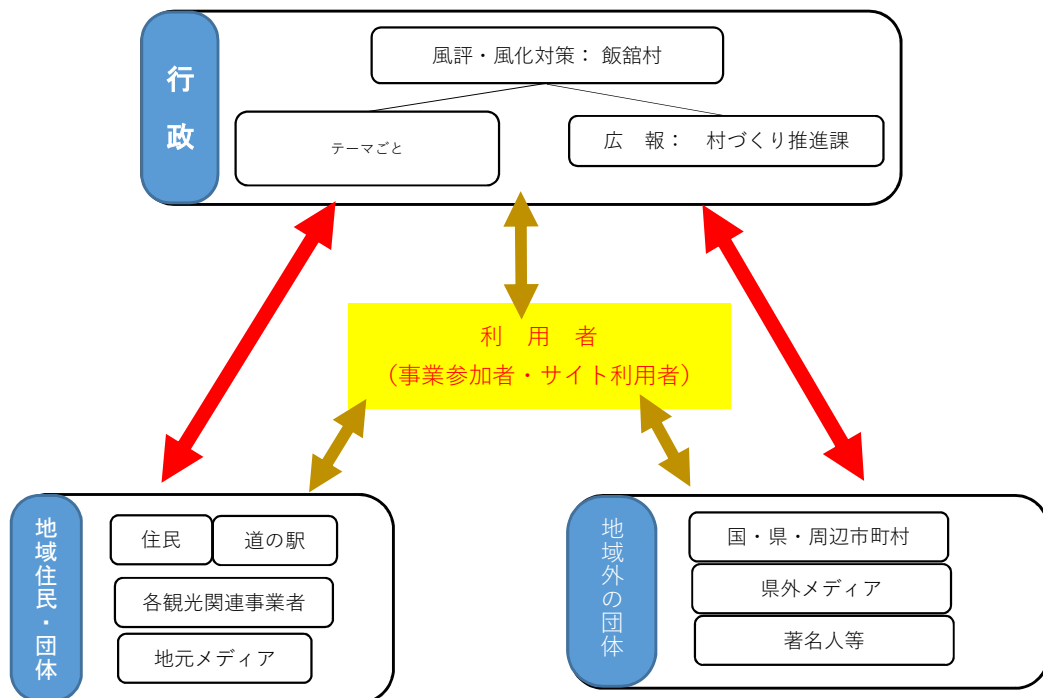 行政
風評・風化対策： 飯舘村
テーマごと
広　報：　村づくり推進課
利　用　者
（事業参加者・サイト利用者）
地域住民・団体
住民
道の駅
各観光関連事業者
地元メディア
地域外の団体
国・県・周辺市町村
県外メディア
著名人等